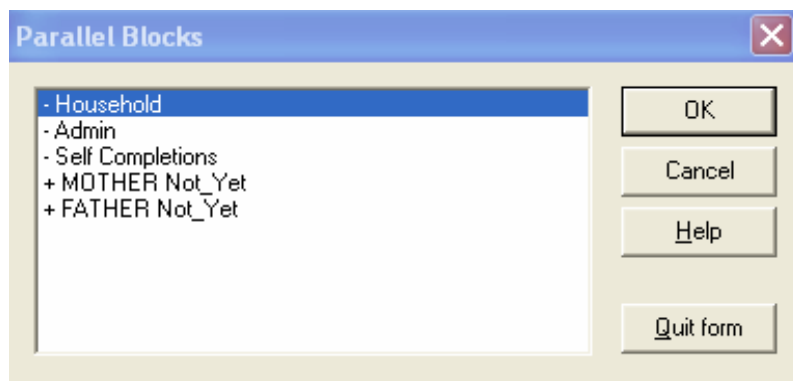 Parallel Blocks
- Household
- Admin
- Self Completions
+ MOTHER Not_Yet
+ FATHER Not_Yet
OK
Cancel
Help
Quit form